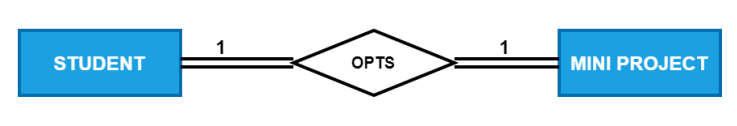 1 1
STUDENT OPTS MINI PROJECT